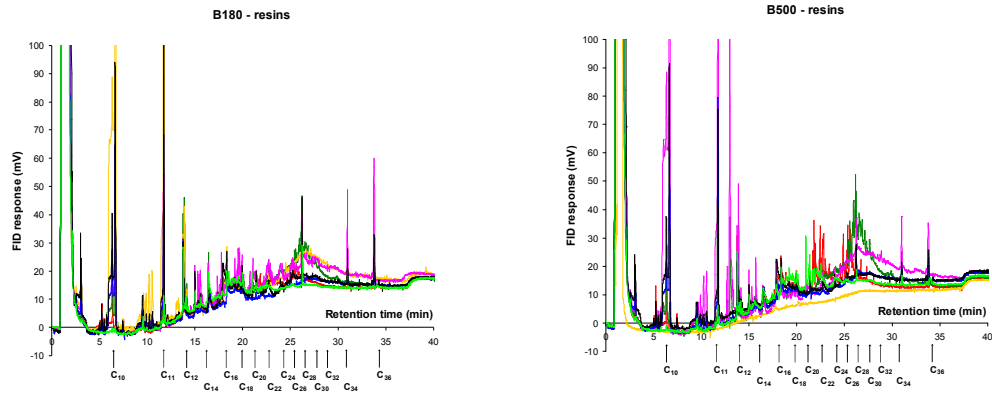 B180 - resins
100
90
80
70
60
50
40
30
20
10
0
-10
FID response (mV)
Retention time (min)
0 5 10 15 20 25 30 35 40
C10 C11 C12 C14 C16 C18 C20 C22 C24 C26 C28 C30 C32 C34 C36
B500 - resins
100
90
80
70
60
50
40
30
20
10
0
-10
FID response (mV)
Retention time (min)
0 5 10 15 20 25 30 35 40
C10 C11 C12 C14 C16 C18 C20 C22 C24 C26 C28 C30 C32 C34 C36